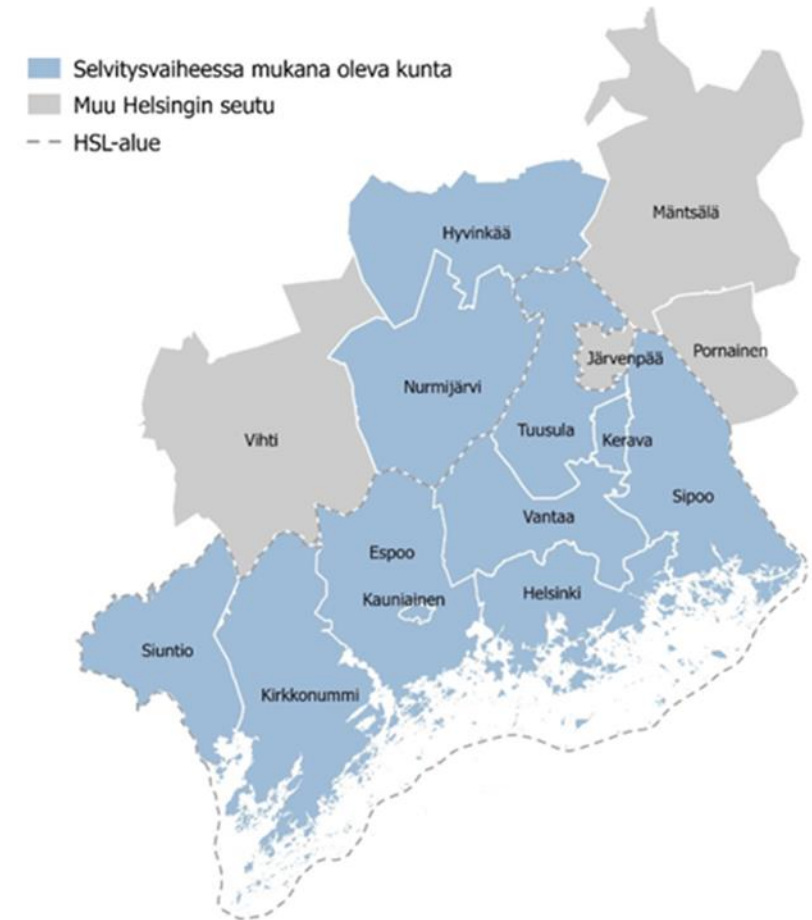 Selvitysvaiheessa mukana oleva kunta
Muu Helsingin seutu
HSL-alue
Mäntsälä
Hyvinkää
Pornainen
Järvenpää
Nurmijärvi
Tuusula
Kerava
Vihti
Sipoo
Vantaa
Espoo
Helsinki
Kauniainen
Siuntio
Kirkkonummi